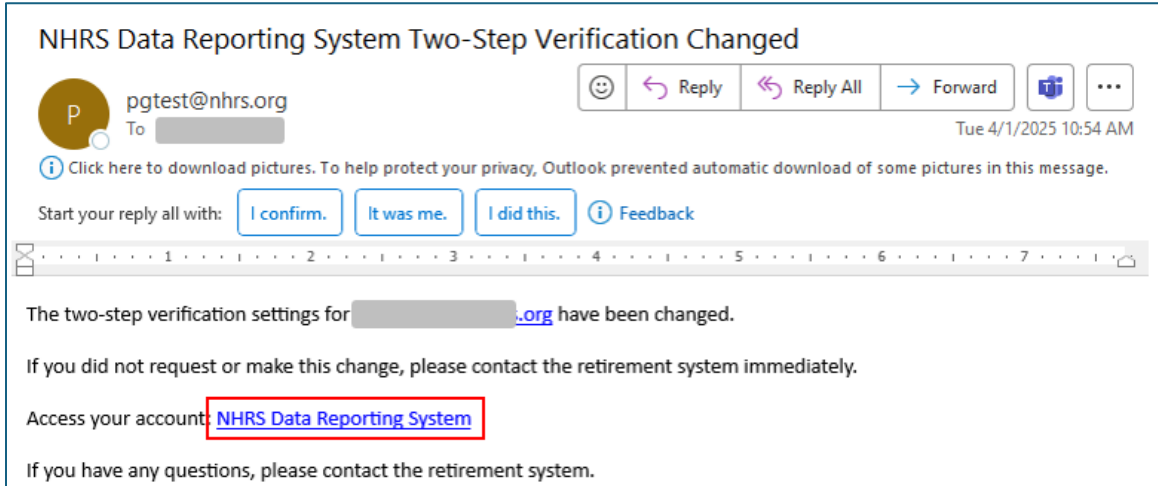 NHRS Data Reporting System Two-Step Verification Changed
P
pgtest@nhrs.org
To
Reply
Reply All
Forward
Tue 4/1/2025 10:54 AM
Click here to download pictures. To help protect your privacy, Outlook prevented automatic download of some pictures in this message.
Start your reply all with: I confirm. It was me. I did this. Feedback
1 2 3 4 5 6 7
The two-step verification settings for .org have been changed.
If you did not request or make this change, please contact the retirement system immediately.
Access your account: NHRS Data Reporting System
If you have any questions, please contact the retirement system.